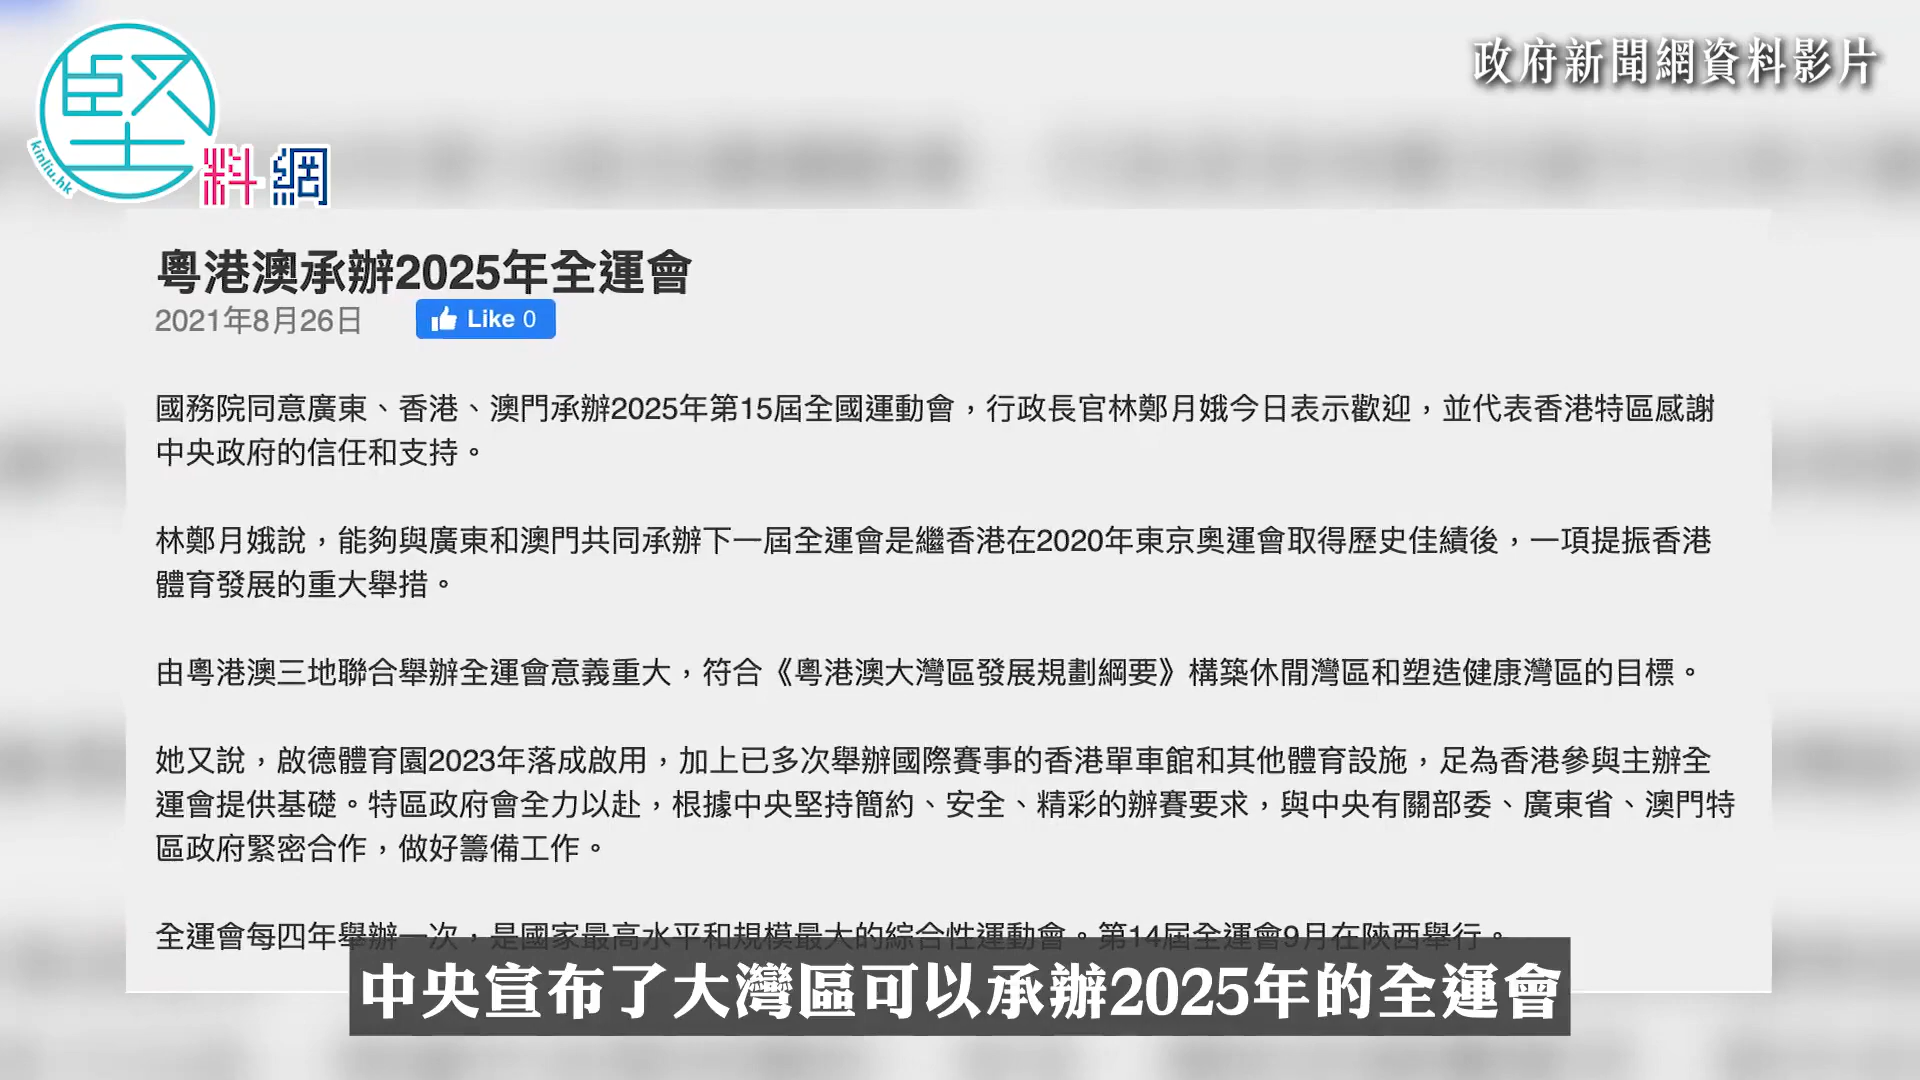 政府新聞網資料影片
堅
料網
kinliu.hk
粵港澳承辦2025年全運會
2021年8月26日
Like 0
國務院同意廣東、香港、澳門承辦2025年第15屆全國運動會，行政長官林鄭月娥今日表示歡迎，並代表香港特區感謝
中央政府的信任和支持。
林鄭月娥說，能夠與廣東和澳門共同承辦下一屆全運會是繼香港在2020年東京奧運會取得歷史佳績後，一項提振香港
體育發展的重大舉措。
由粵港澳三地聯合舉辦全運會意義重大，符合《粵港澳大灣區發展規劃綱要》構築休閒灣區和塑造健康灣區的目標。
她又說，啟德體育園2023年落成啟用，加上已多次舉辦國際賽事的香港單車館和其他體育設施，足為香港參與主辦全
運會提供基礎。特區政府會全力以赴，根據中央堅持簡約、安全、精彩的辦賽要求，與中央有關部委、廣東省、澳門特
區政府緊密合作，做好籌備工作。
全運會每四年舉辦一次，是國家最高水平和規模最大的綜合性運動會。第14屆全運會9月在陝西舉行。
中央宣布了大灣區可以承辦2025年的全運會